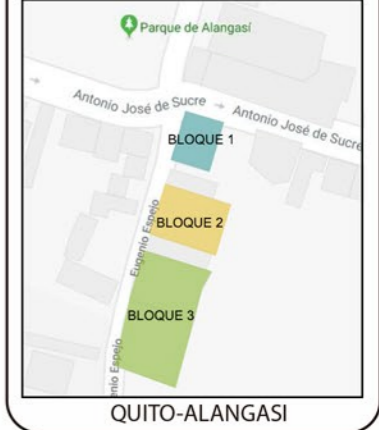 Parque de Alangasí
Antonio José de Sucre
Antonio José de Sucre
BLOQUE 1
BLOQUE 2
Eugenio Espejo
BLOQUE 3
nio Espejo
QUITO-ALANGASI